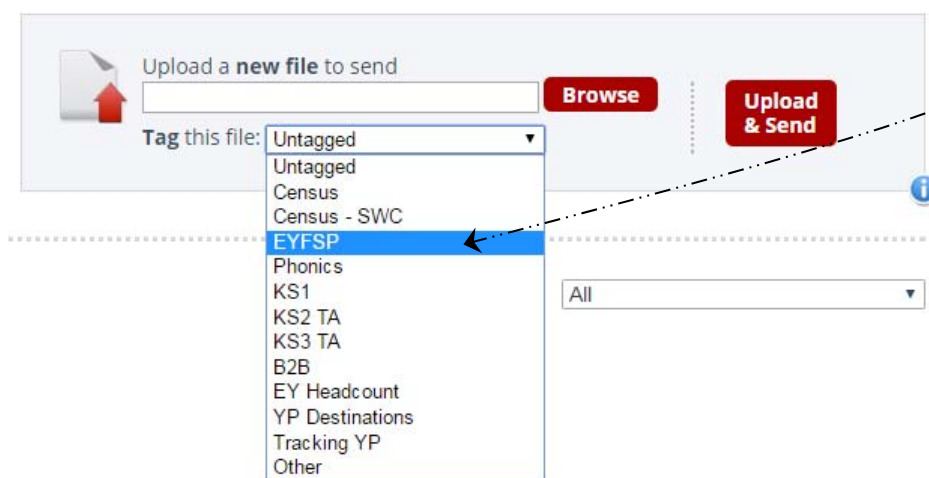 Upload a new file to send
Browse
Upload
& Send
Tag this file: Untagged
Untagged
Census
Census - SWC
EYFSP
Phonics
KS1
All
KS2 TA
KS3 TA
B2B
EY Headcount
YP Destinations
Tracking YP
Other